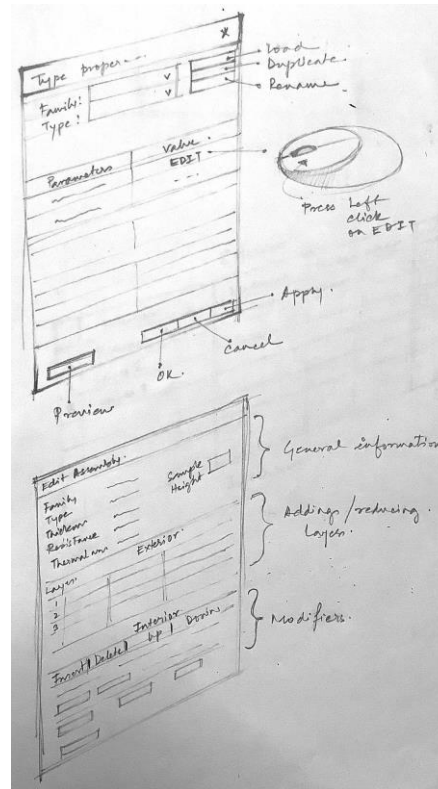 Type proper---
x
Load
Duplicate.
Rename
Family:
Type:
Parameters
Value.
EDIT
Press Left
click
on EDIT
Apply.
Cancel
OK.
Preview
Edit Assembly.
Family
Type
Thickness
Resistance
Thermal m
Sample
Height
General information
Exterior.
Adding/reducing
Layers.
Layer.
1
2
3
Interior
Insert Delete Up Down
Modifiers.